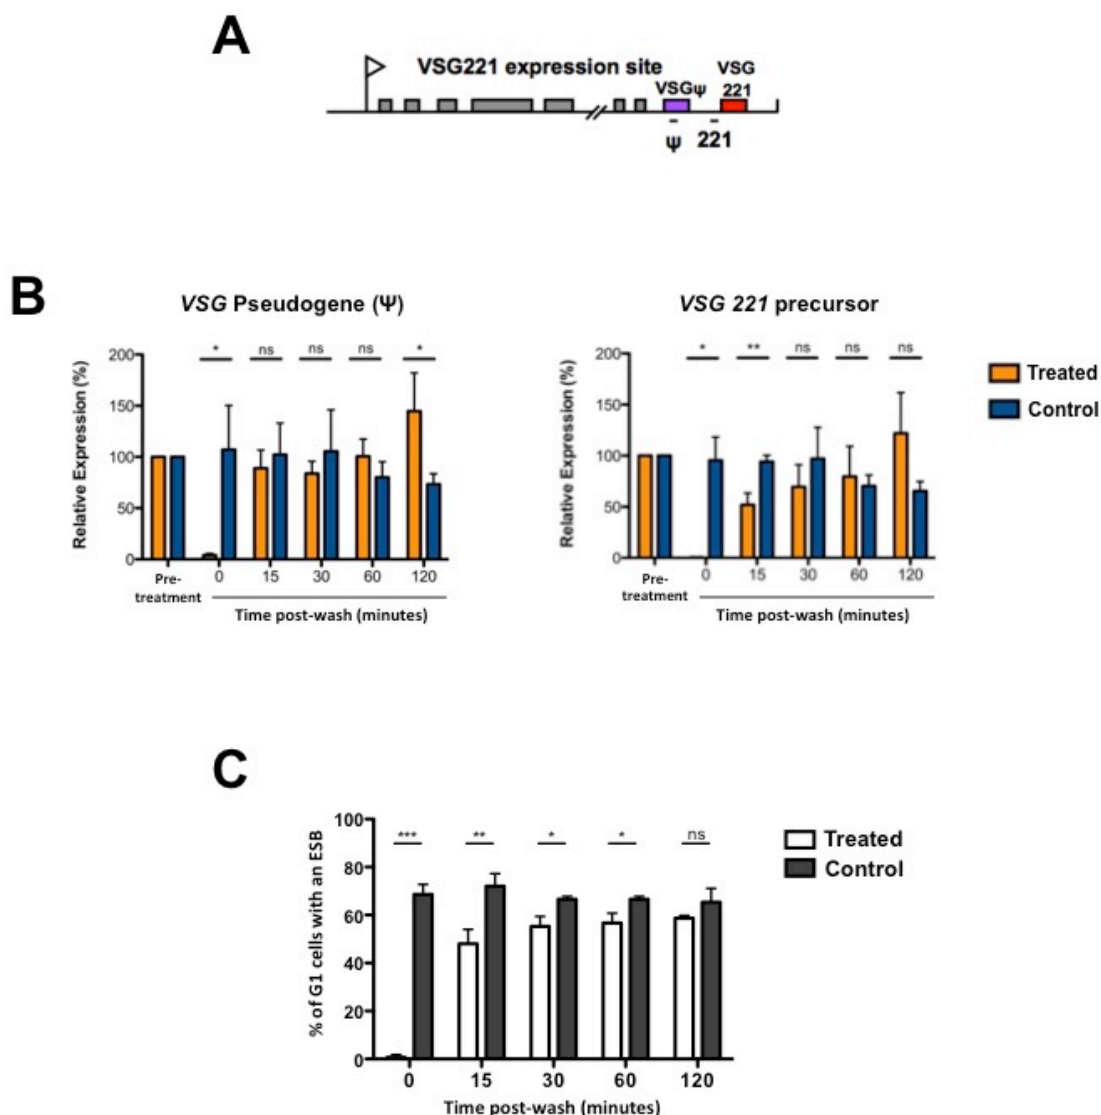 A
VSG221 expression site
VSG
VSGψ 221
ψ 221
B
VSG Pseudogene (Ψ)
* ns ns ns *
Relative Expression (%)
200
150
100
50
0
Pre-
treatment
0 15 30 60 120
Time post-wash (minutes)
VSG 221 precursor
* ** ns ns ns
Relative Expression (%)
200
150
100
50
0
Pre-
treatment
0 15 30 60 120
Time post-wash (minutes)
Treated
Control
C
*** ** * * ns
% of G1 cells with an ESB
100
80
60
40
20
0
0 15 30 60 120
Time post-wash (minutes)
Treated
Control